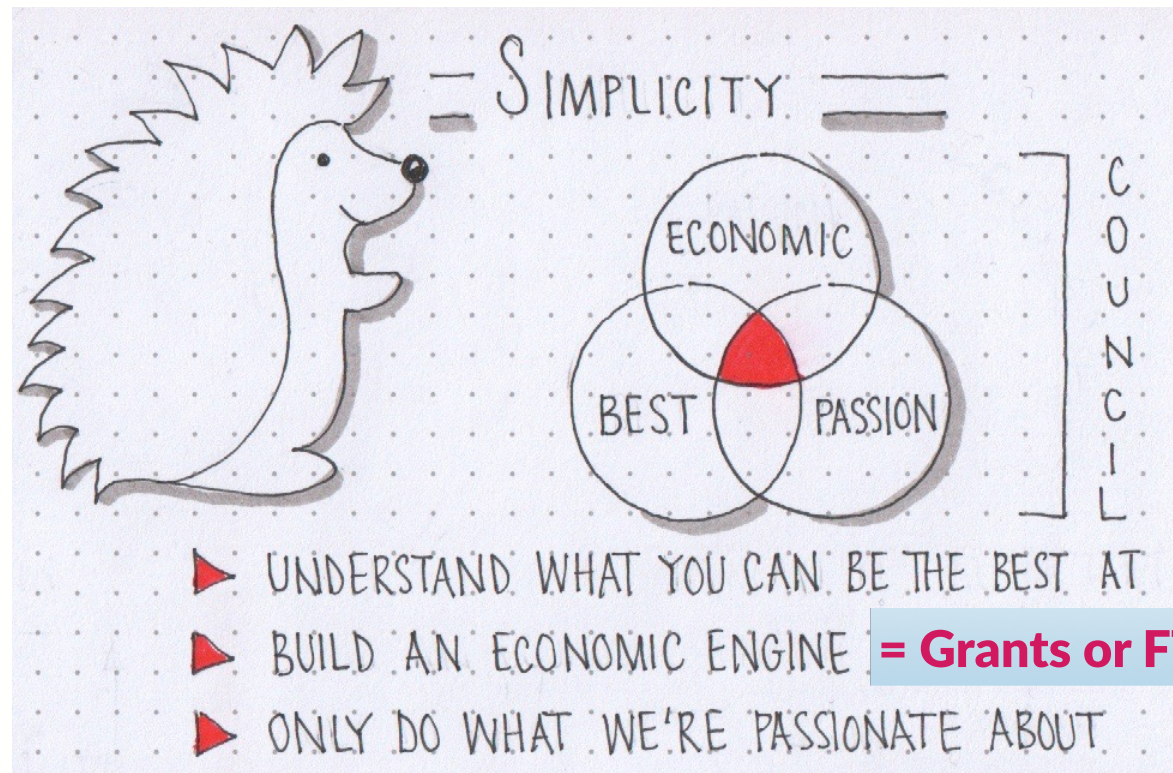 = SIMPLICITY =
ECONOMIC
BEST
PASSION
COUNCIL
UNDERSTAND WHAT YOU CAN BE THE BEST AT
BUILD AN ECONOMIC ENGINE = Grants or
ONLY DO WHAT WE'RE PASSIONATE ABOUT